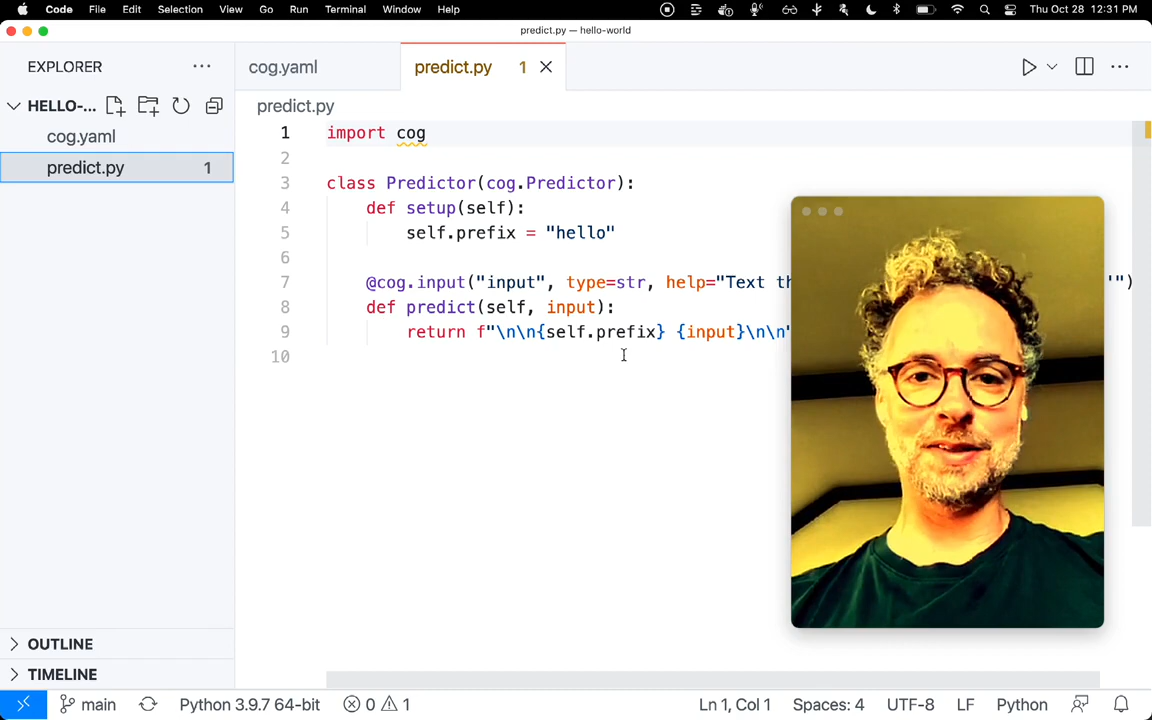 Code File Edit Selection View Go Run Terminal Window Help Thu Oct 28 12:31 PM
predict.py — hello-world
EXPLORER ···
cog.yaml
predict.py 1
HELLO-...
cog.yaml
predict.py 1
predict.py
1 import cog
2
3 class Predictor(cog.Predictor):
4 def setup(self):
5 self.prefix = "hello"
6
7 @cog.input("input", type=str, help="Text th '")
8 def predict(self, input):
9 return f"\n\n{self.prefix} {input}\n\n"
10
OUTLINE
TIMELINE
main Python 3.9.7 64-bit 0 1 Ln 1, Col 1 Spaces: 4 UTF-8 LF Python